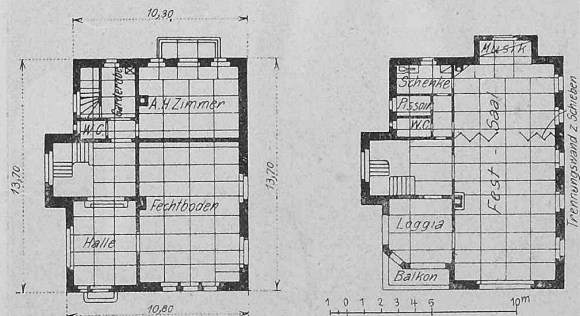 10,30
Garderobe
A.H.Zimmer
W.C.
13,70
13,70
Fechtboden
Halle
10,80
Musik
Schenke
Pissoir
W.C.
Fest-Saal
Trennungswand z. Schieben
Loggia
Balkon
1 0 1 2 3 4 5 10m